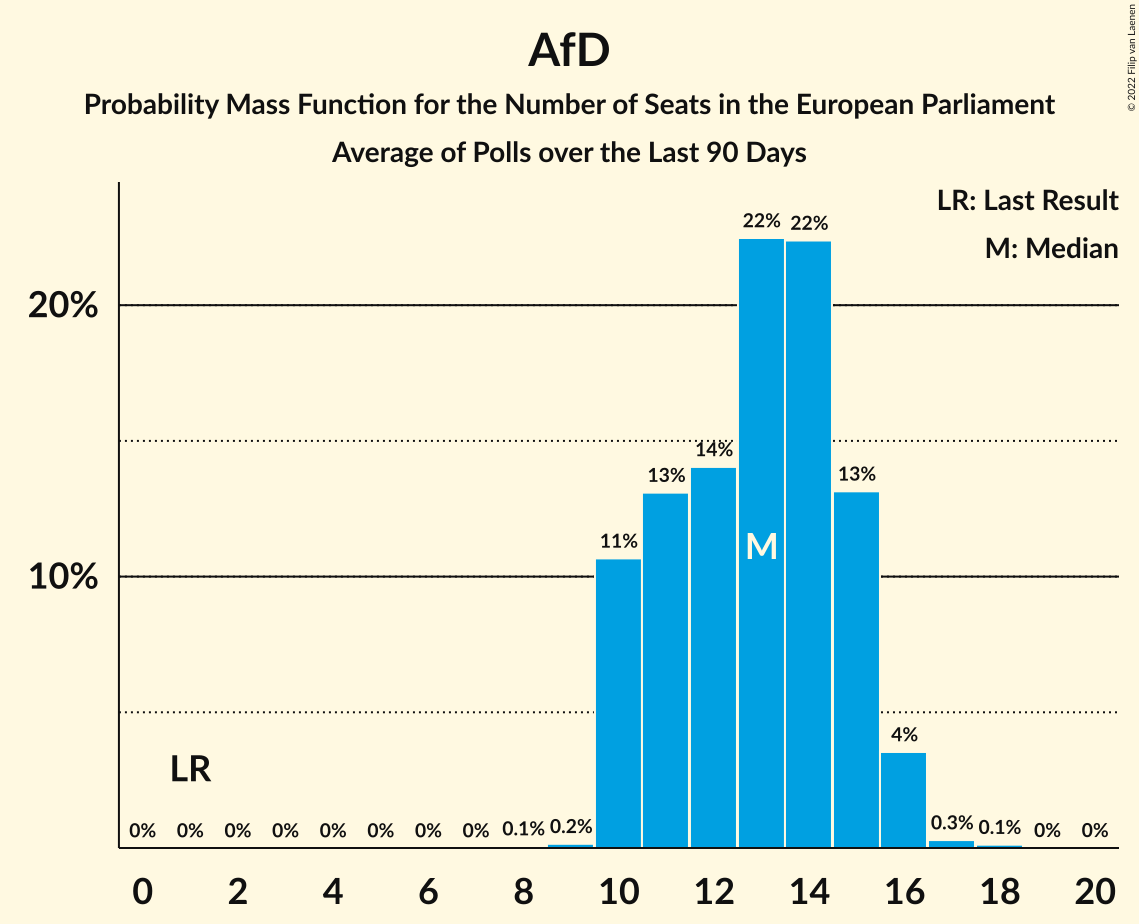 AfD
Probability Mass Function for the Number of Seats in the European Parliament
Average of Polls over the Last 90 Days
© 2022 Filip van Laenen
LR: Last Result
M: Median
20%
10%
LR
M
0%
0%
0%
0%
0%
0%
0%
0%
0.1%
0.2%
11%
13%
14%
22%
22%
13%
4%
0.3%
0.1%
0%
0%
0 2 4 6 8 10 12 14 16 18 20